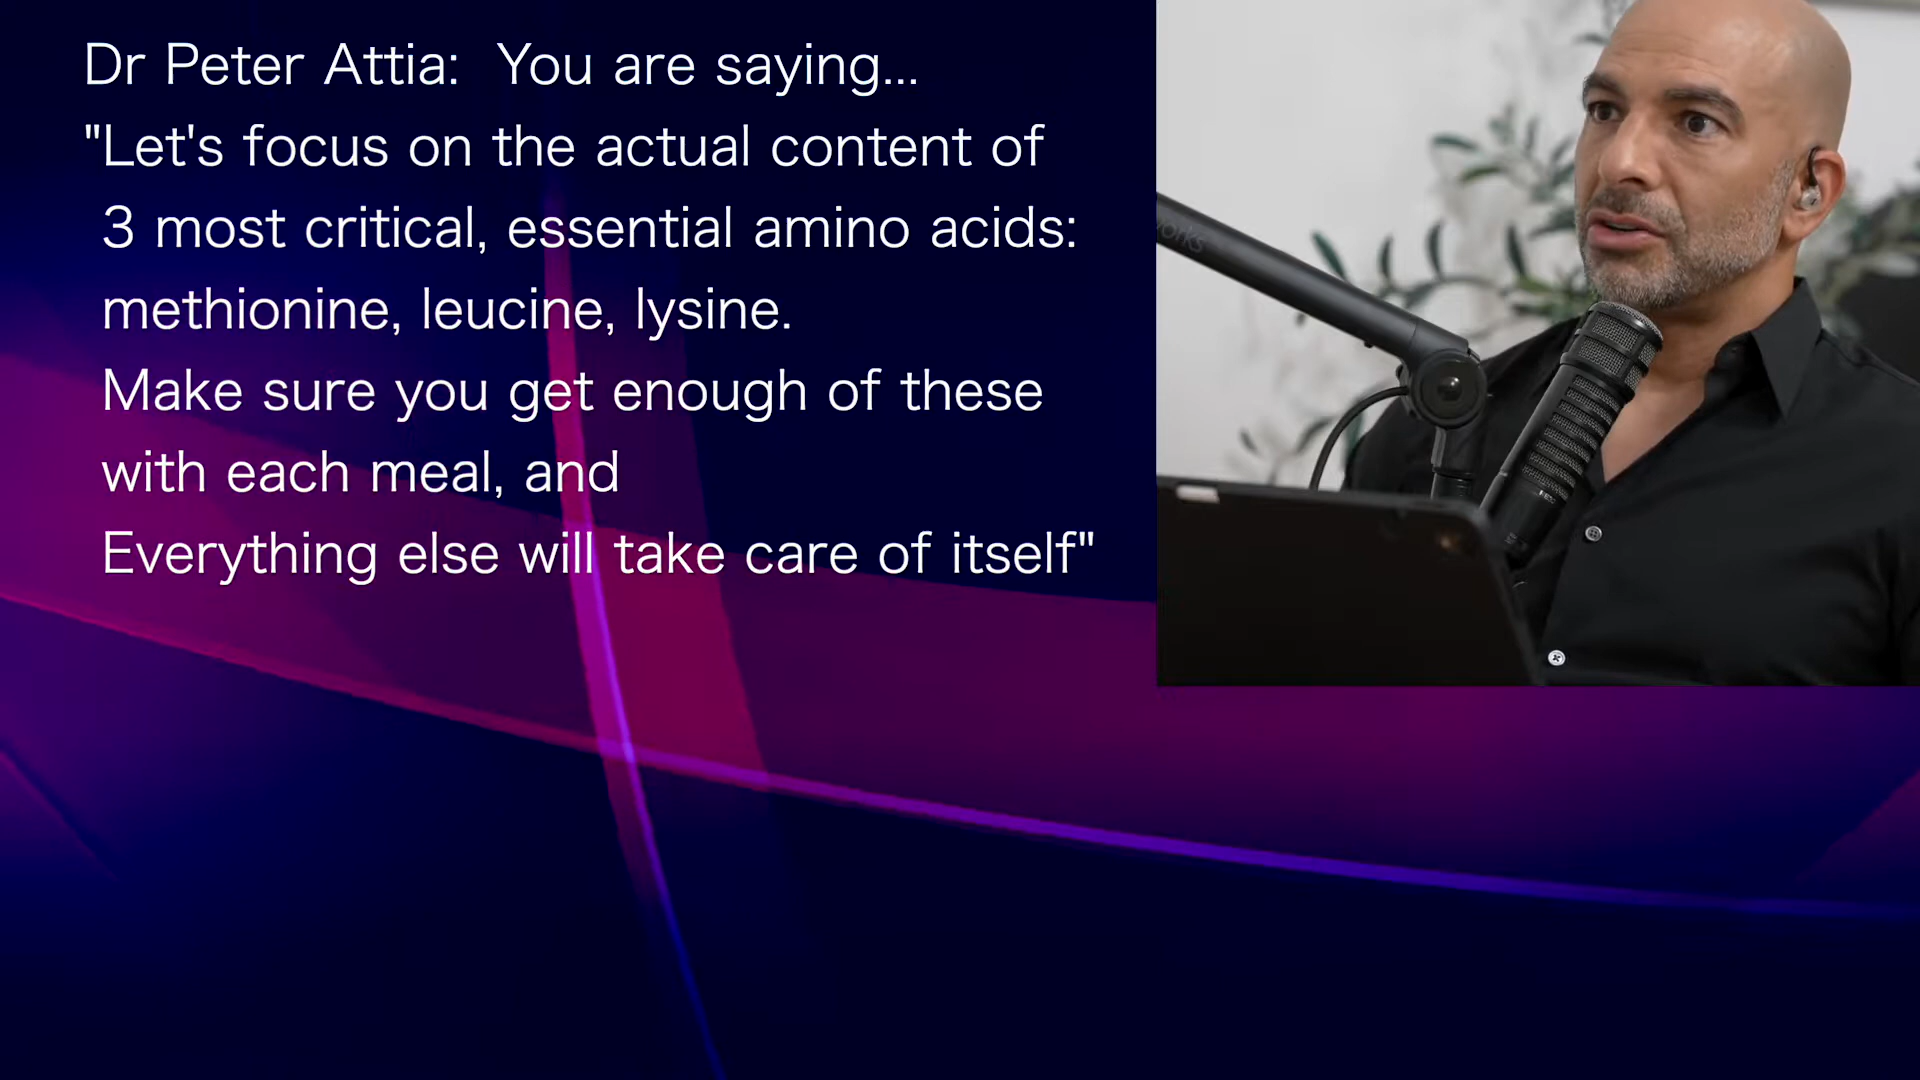 Dr Peter Attia:  You are saying...
"Let's focus on the actual content of
3 most critical, essential amino acids:
methionine, leucine, lysine.
Make sure you get enough of these
with each meal, and
Everything else will take care of itself"